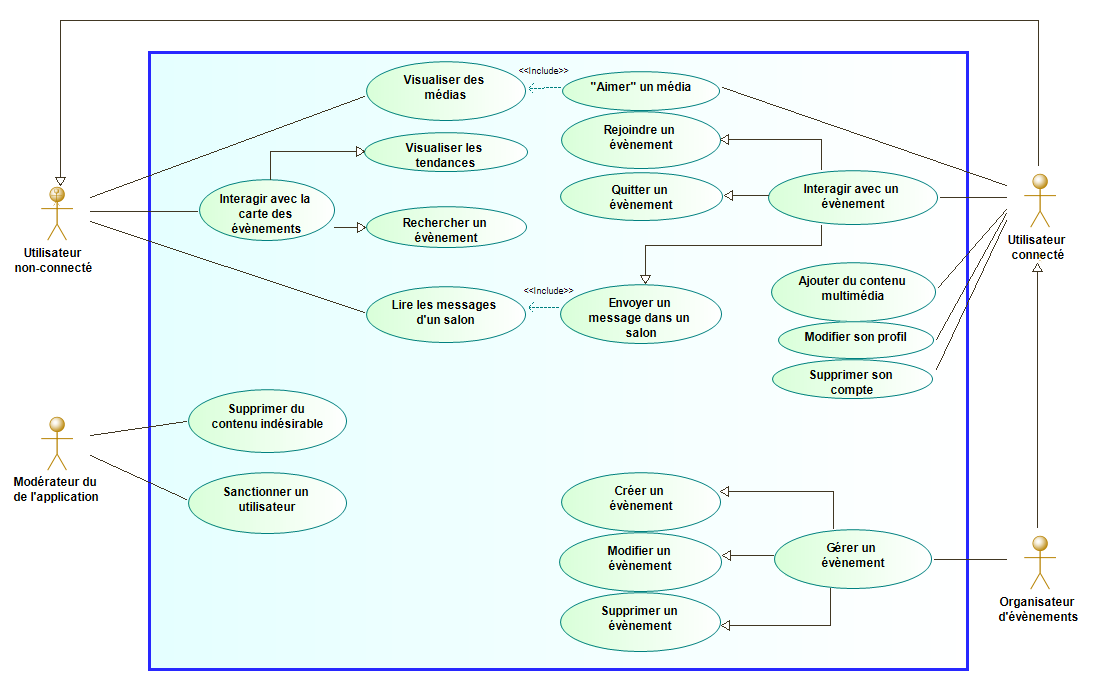 Visualiser des
médias
<<Include>>
"Aimer" un média
Rejoindre un
évènement
Visualiser les
tendances
Interagir avec la
carte des
évènements
Quitter un
évènement
Interagir avec un
évènement
Rechercher un
évènement
Utilisateur
non-connecté
Utilisateur
connecté
Ajouter du contenu
multimédia
<<Include>>
Lire les messages
d'un salon
Envoyer un
message dans un
salon
Modifier son profil
Supprimer son
compte
Supprimer du
contenu indésirable
Modérateur du
de l'application
Sanctionner un
utilisateur
Créer un
évènement
Modifier un
évènement
Gérer un
évènement
Supprimer un
évènement
Organisateur
d'évènements